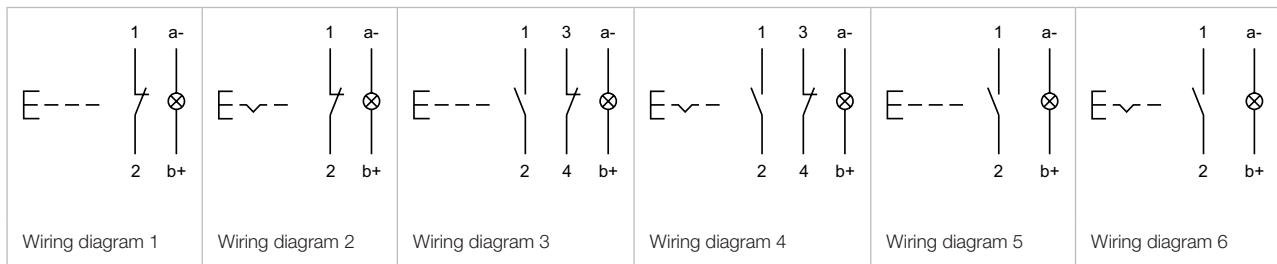 1 a- 1 a- 1 3 a- 1 3 a- 1 a- 1 a-
2 b+ 2 b+ 2 4 b+ 2 4 b+ 2 b+ 2 b+
Wiring diagram 1 Wiring diagram 2 Wiring diagram 3 Wiring diagram 4 Wiring diagram 5 Wiring diagram 6